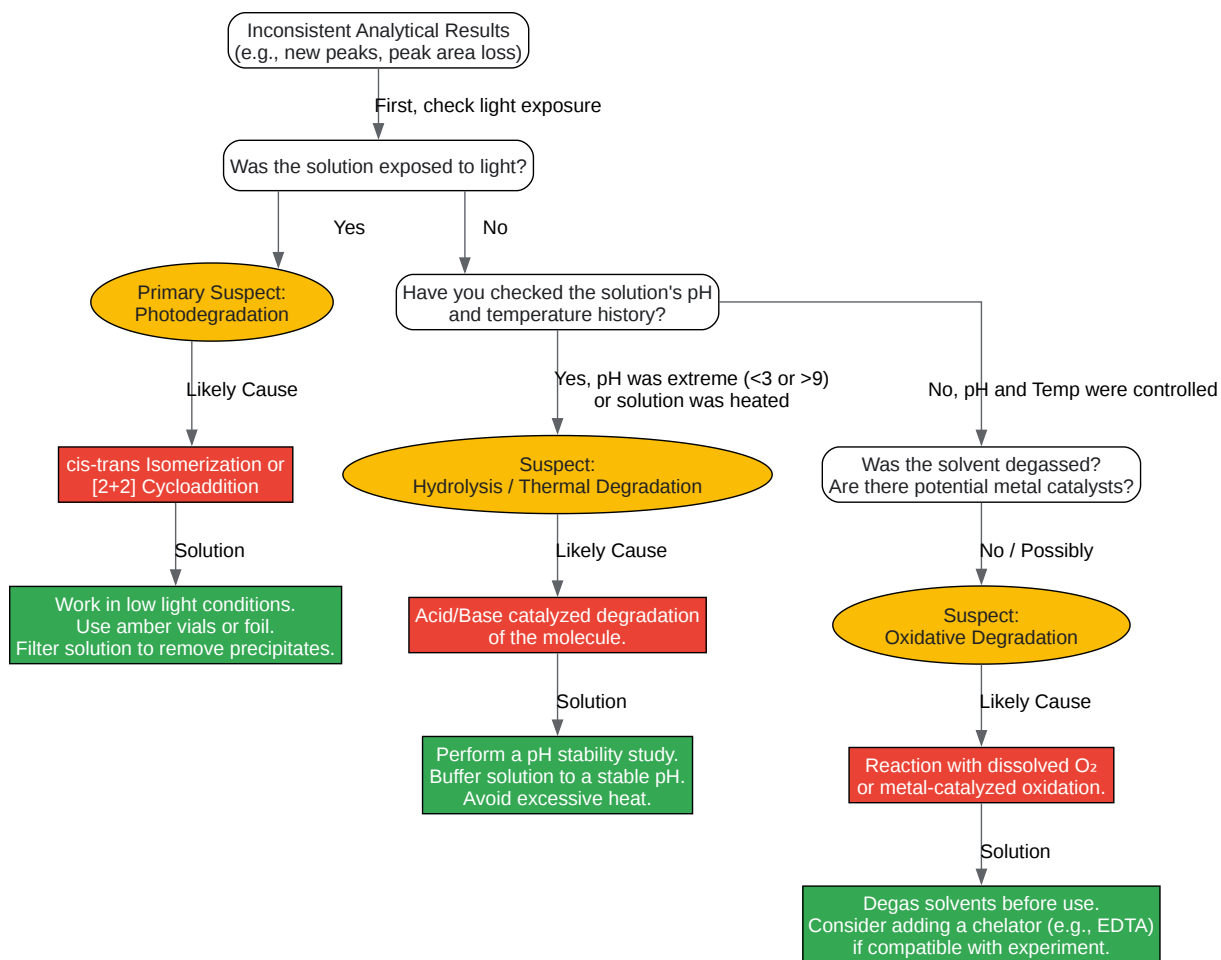 Inconsistent Analytical Results
(e.g., new peaks, peak area loss)
First, check light exposure
Was the solution exposed to light?
Yes
No
Primary Suspect:
Photodegradation
Have you checked the solution's pH
and temperature history?
Likely Cause
Yes, pH was extreme (<3 or >9)
or solution was heated
No, pH and Temp were controlled
cis-trans Isomerization or
[2+2] Cycloaddition
Suspect:
Hydrolysis / Thermal Degradation
Was the solvent degassed?
Are there potential metal catalysts?
Solution
Likely Cause
No / Possibly
Work in low light conditions.
Use amber vials or foil.
Filter solution to remove precipitates.
Acid/Base catalyzed degradation
of the molecule.
Suspect:
Oxidative Degradation
Solution
Likely Cause
Perform a pH stability study.
Buffer solution to a stable pH.
Avoid excessive heat.
Reaction with dissolved O₂
or metal-catalyzed oxidation.
Solution
Degas solvents before use.
Consider adding a chelator (e.g., EDTA)
if compatible with experiment.